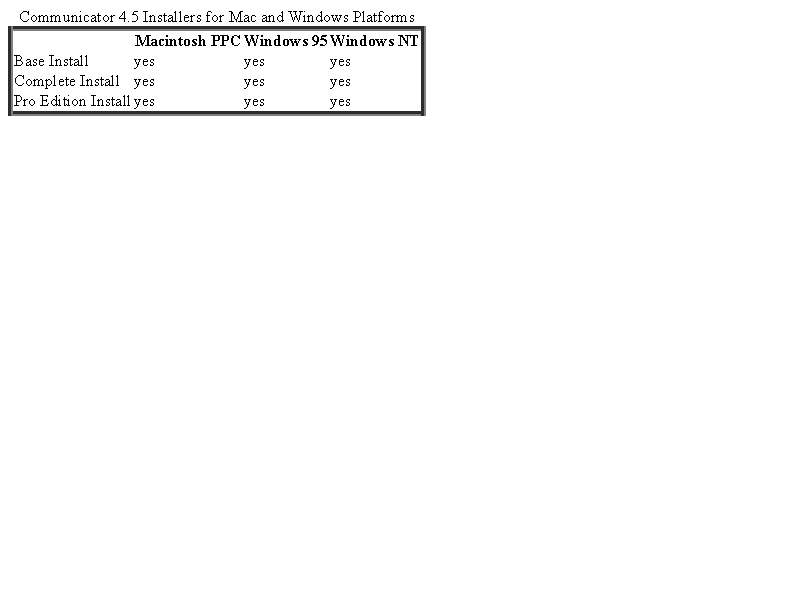 Communicator 4.5 Installers for Mac and Windows Platforms
Macintosh PPC Windows 95 Windows NT
Base Install yes yes yes
Complete Install yes yes yes
Pro Edition Install yes yes yes